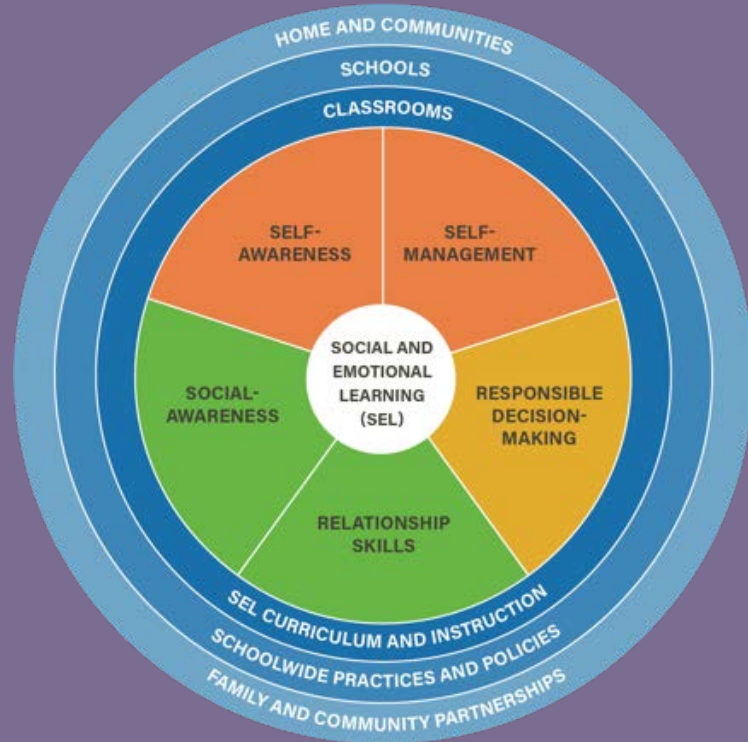 HOME AND COMMUNITIES
SCHOOLS
CLASSROOMS
SELF-
AWARENESS
SELF-
MANAGEMENT
SOCIAL AND
EMOTIONAL
LEARNING
(SEL)
SOCIAL-
AWARENESS
RESPONSIBLE
DECISION-
MAKING
RELATIONSHIP
SKILLS
SEL CURRICULUM AND INSTRUCTION
SCHOOLWIDE PRACTICES AND POLICIES
FAMILY AND COMMUNITY PARTNERSHIPS